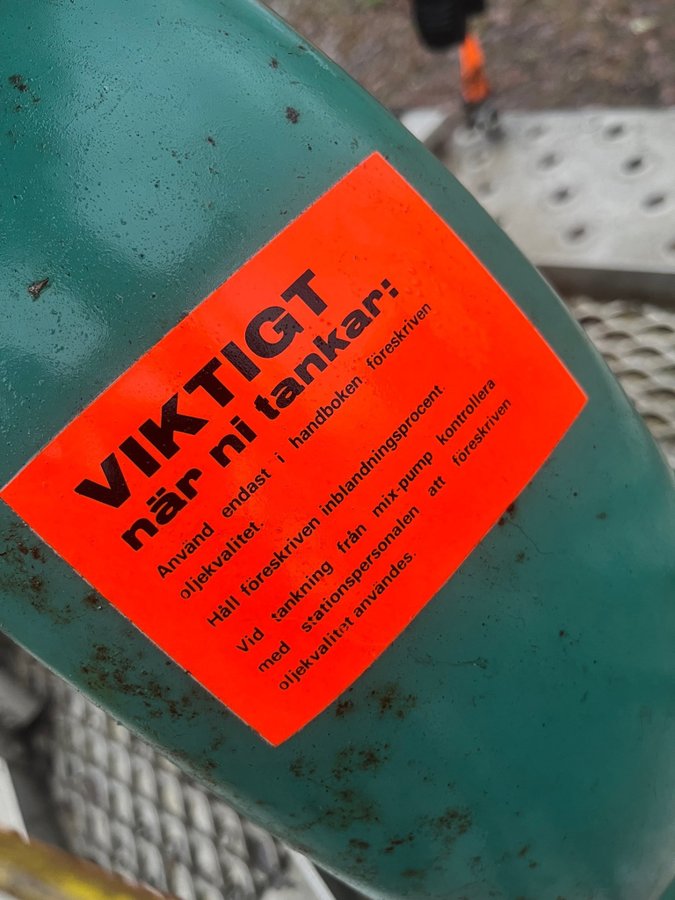 VIKTIGT
när ni tankar:
Använd endast i handboken föreskriven
oljekvalitet.
Håll föreskriven inblandningsprocent
Vid tankning från mix-pump kontrollera
med stationspersonalen att föreskriven
oljekvalitet användes.